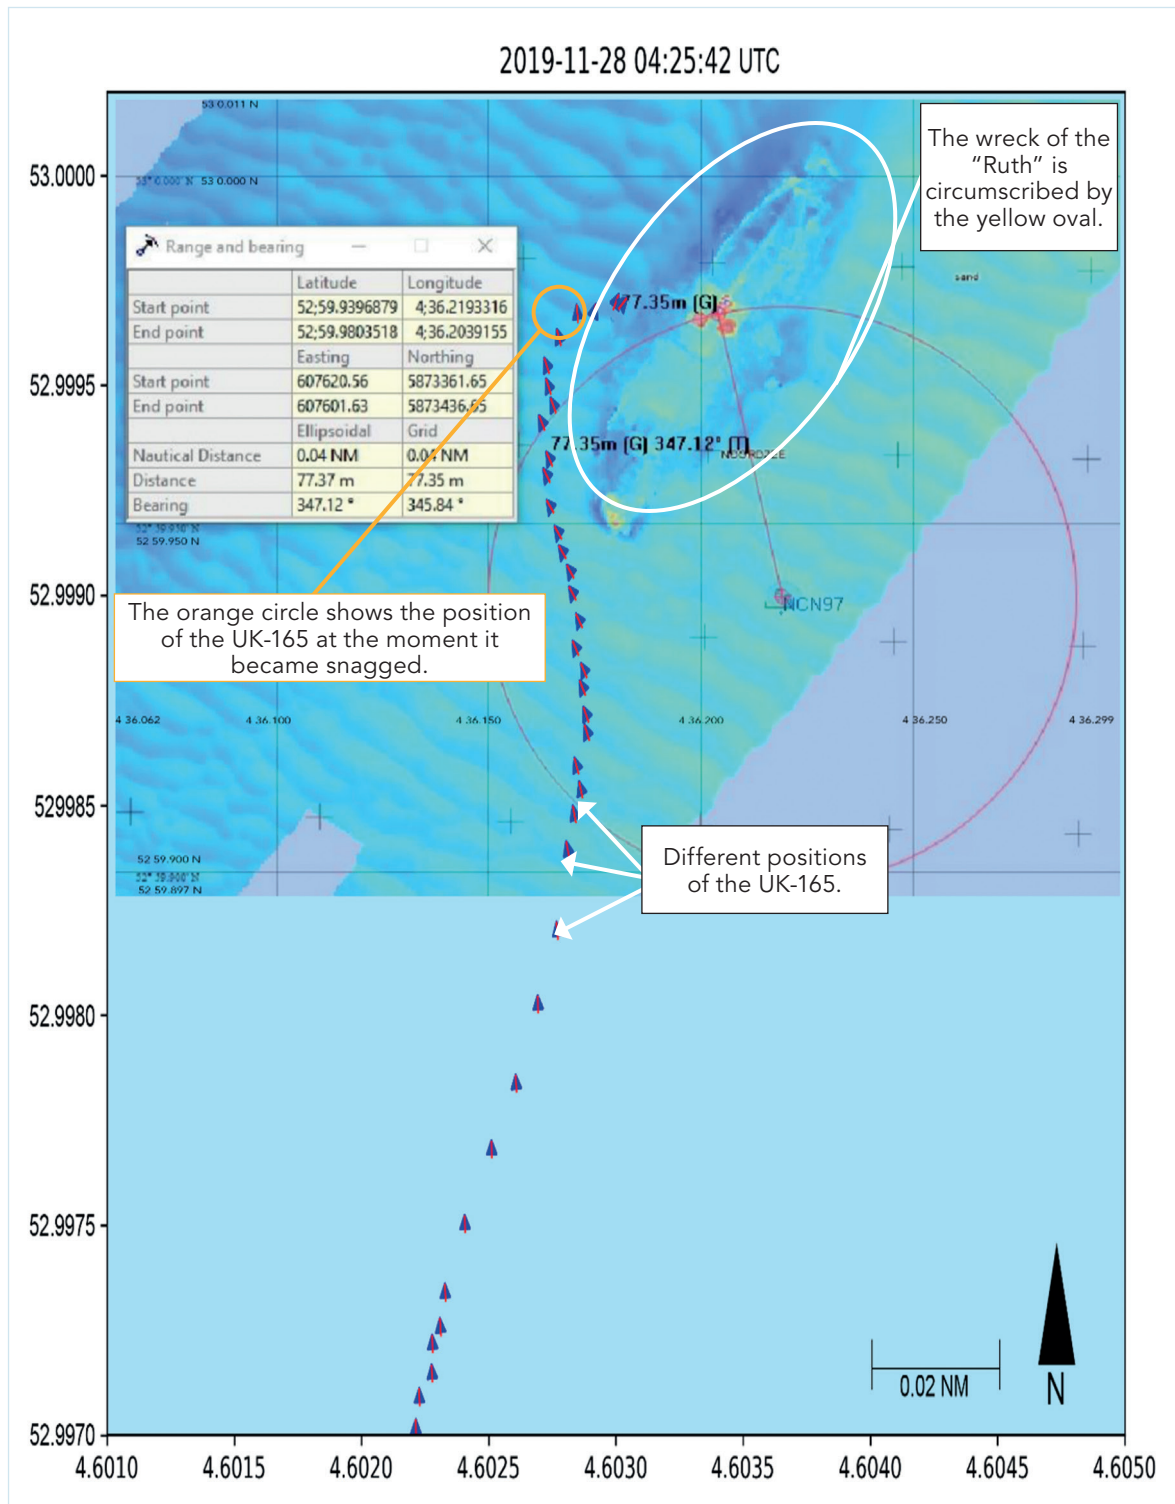 2019-11-28 04:25:42 UTC
53 0.011 N
53° 0.000' N 53 0.000 N
The wreck of the
"Ruth" is
circumscribed by
the yellow oval.
sand
Range and bearing
Latitude Longitude
Start point 52;59.9396879 4;36.2193316
End point 52;59.9803518 4;36.2039155
Easting Northing
Start point 607620.56 5873361.65
End point 607601.63 5873436.65
Ellipsoidal Grid
Nautical Distance 0.04 NM 0.04 NM
Distance 77.37 m 77.35 m
Bearing 347.12 ° 345.84 °
77.35m (G)
77.35m (G) 347.12° (T)
NOORDZEE
52° 59.950' N
52 59.950 N
NCN97
The orange circle shows the position
of the UK-165 at the moment it
became snagged.
4 36.062 4 36.100 4 36.150 4 36.200 4 36.250 4 36.299
Different positions
of the UK-165.
52 59.900 N
52° 59.900' N
52 59.897 N
53.0000
52.9995
52.9990
529985
52.9980
52.9975
52.9970
0.02 NM
N
4.6010 4.6015 4.6020 4.6025 4.6030 4.6035 4.6040 4.6045 4.6050